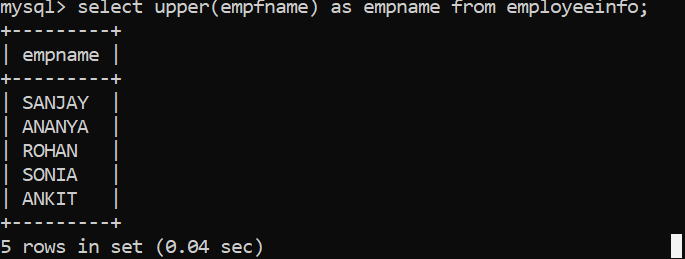 mysql> select upper(empfname) as empname from employeeinfo;
+---------+
| empname |
+---------+
| SANJAY  |
| ANANYA  |
| ROHAN   |
| SONIA   |
| ANKIT   |
+---------+
5 rows in set (0.04 sec)